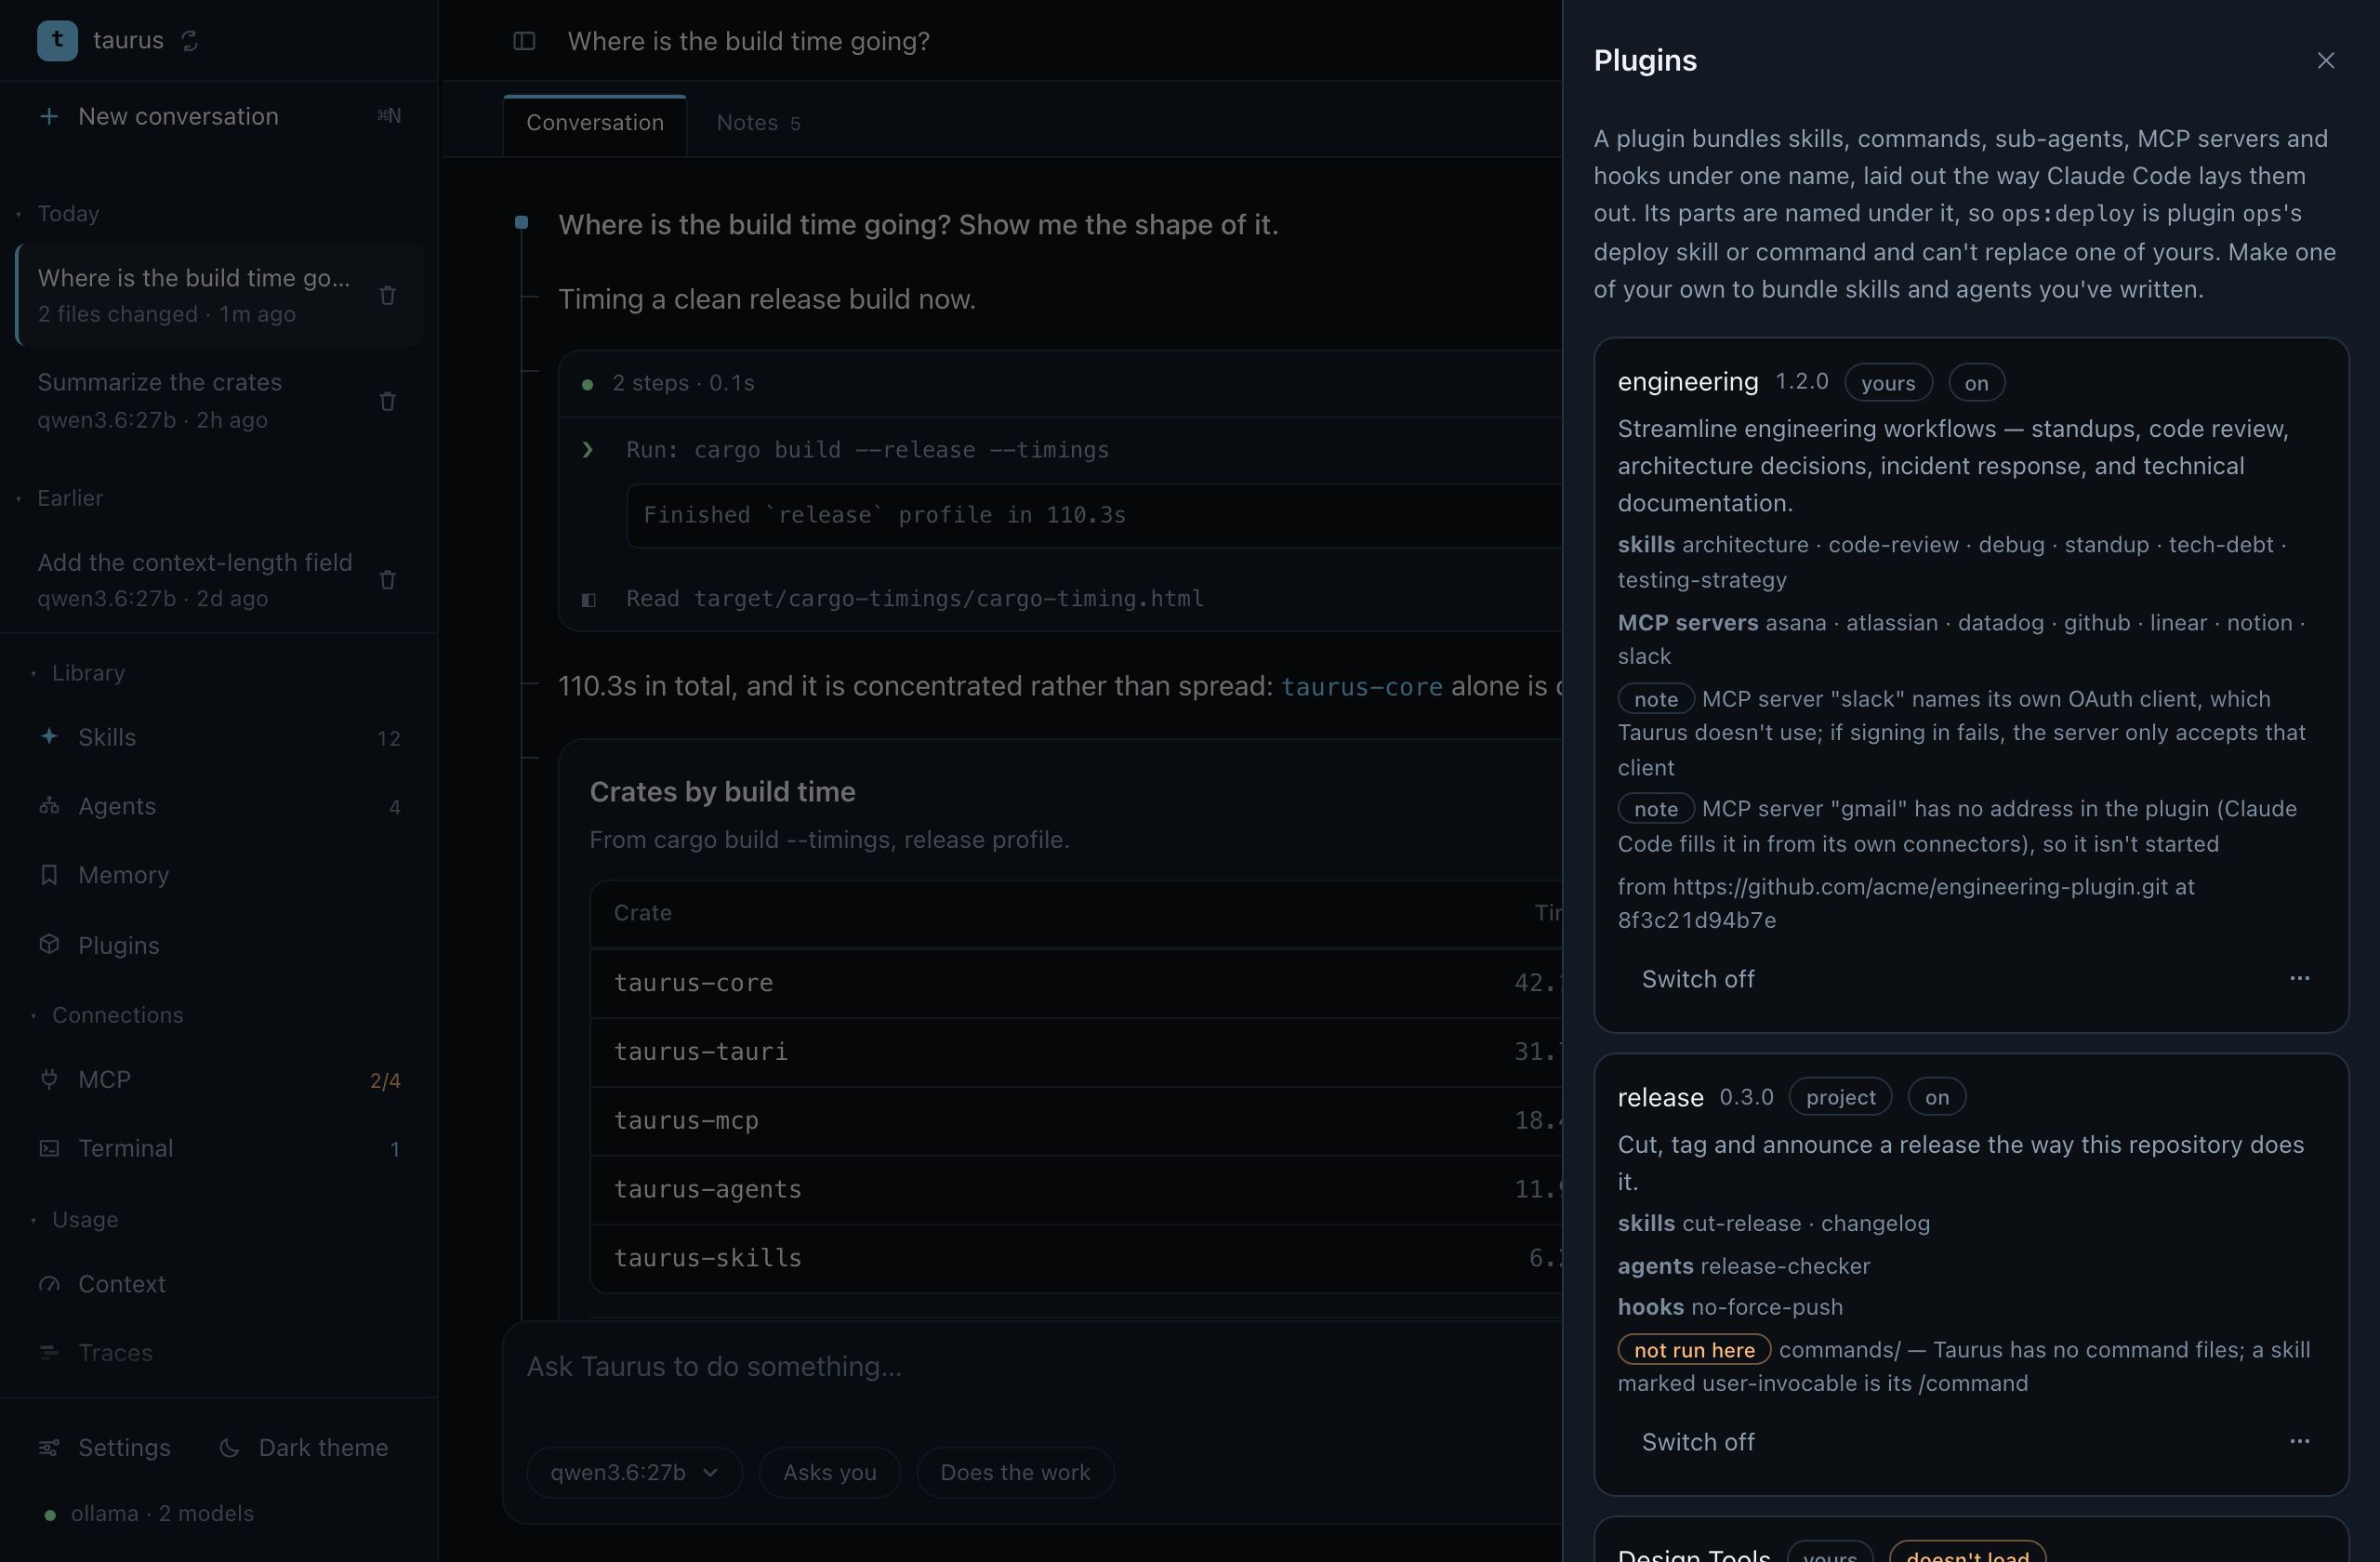 t taurus
New conversation ⌘N
Today
Where is the build time go...
2 files changed · 1m ago
Summarize the crates
qwen3.6:27b · 2h ago
Earlier
Add the context-length field
qwen3.6:27b · 2d ago
Library
Skills 12
Agents 4
Memory
Plugins
Connections
MCP 2/4
Terminal 1
Usage
Context
Traces
Settings Dark theme
ollama · 2 models
Where is the build time going?
Conversation Notes 5
Where is the build time going? Show me the shape of it.
Timing a clean release build now.
2 steps · 0.1s
Run: cargo build --release --timings
Finished `release` profile in 110.3s
Read target/cargo-timings/cargo-timing.html
110.3s in total, and it is concentrated rather than spread: taurus-core alone is
Crates by build time
From cargo build --timings, release profile.
Crate
taurus-core 42.
taurus-tauri 31.
taurus-mcp 18.
taurus-agents 11.
taurus-skills 6.
Ask Taurus to do something...
qwen3.6:27b Asks you Does the work
Plugins
A plugin bundles skills, commands, sub-agents, MCP servers and
hooks under one name, laid out the way Claude Code lays them
out. Its parts are named under it, so ops:deploy is plugin ops's
deploy skill or command and can't replace one of yours. Make one
of your own to bundle skills and agents you've written.
engineering 1.2.0 yours on
Streamline engineering workflows — standups, code review,
architecture decisions, incident response, and technical
documentation.
skills architecture · code-review · debug · standup · tech-debt ·
testing-strategy
MCP servers asana · atlassian · datadog · github · linear · notion ·
slack
note MCP server "slack" names its own OAuth client, which
Taurus doesn't use; if signing in fails, the server only accepts that
client
note MCP server "gmail" has no address in the plugin (Claude
Code fills it in from its own connectors), so it isn't started
from https://github.com/acme/engineering-plugin.git at
8f3c21d94b7e
Switch off ···
release 0.3.0 project on
Cut, tag and announce a release the way this repository does
it.
skills cut-release · changelog
agents release-checker
hooks no-force-push
not run here commands/ — Taurus has no command files; a skill
marked user-invocable is its /command
Switch off ···
Design Tools yours doesn't load